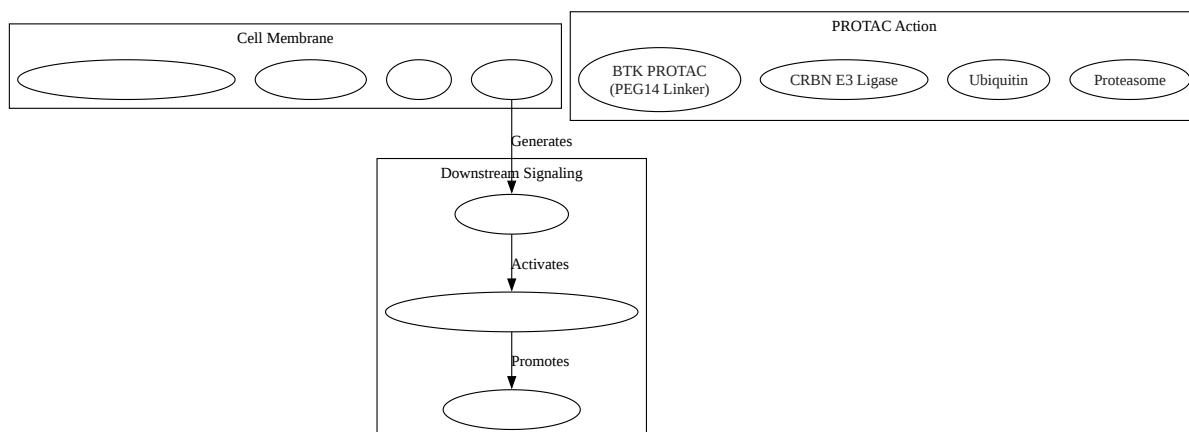 Cell Membrane
PROTAC Action
BTK PROTAC
(PEG14 Linker)
CRBN E3 Ligase
Ubiquitin
Proteasome
Generates
Downstream Signaling
Activates
Promotes